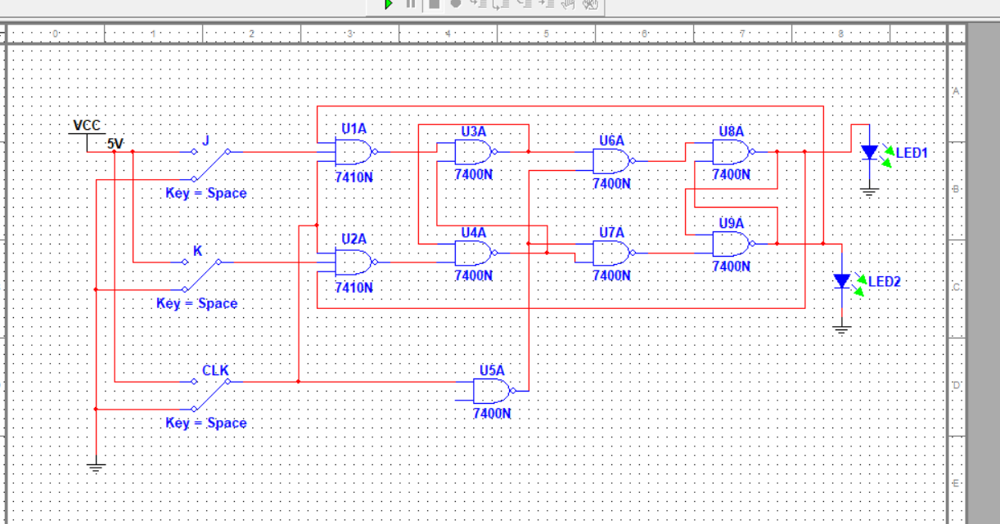 0 1 2 3 4 5 6 7 8
A
VCC
5V
J
U1A
U3A
U6A
U8A
LED1
7410N
7400N
7400N
7400N
Key = Space
B
K
U2A
U4A
U7A
U9A
7410N
7400N
7400N
7400N
LED2
C
Key = Space
CLK
U5A
D
7400N
Key = Space
E